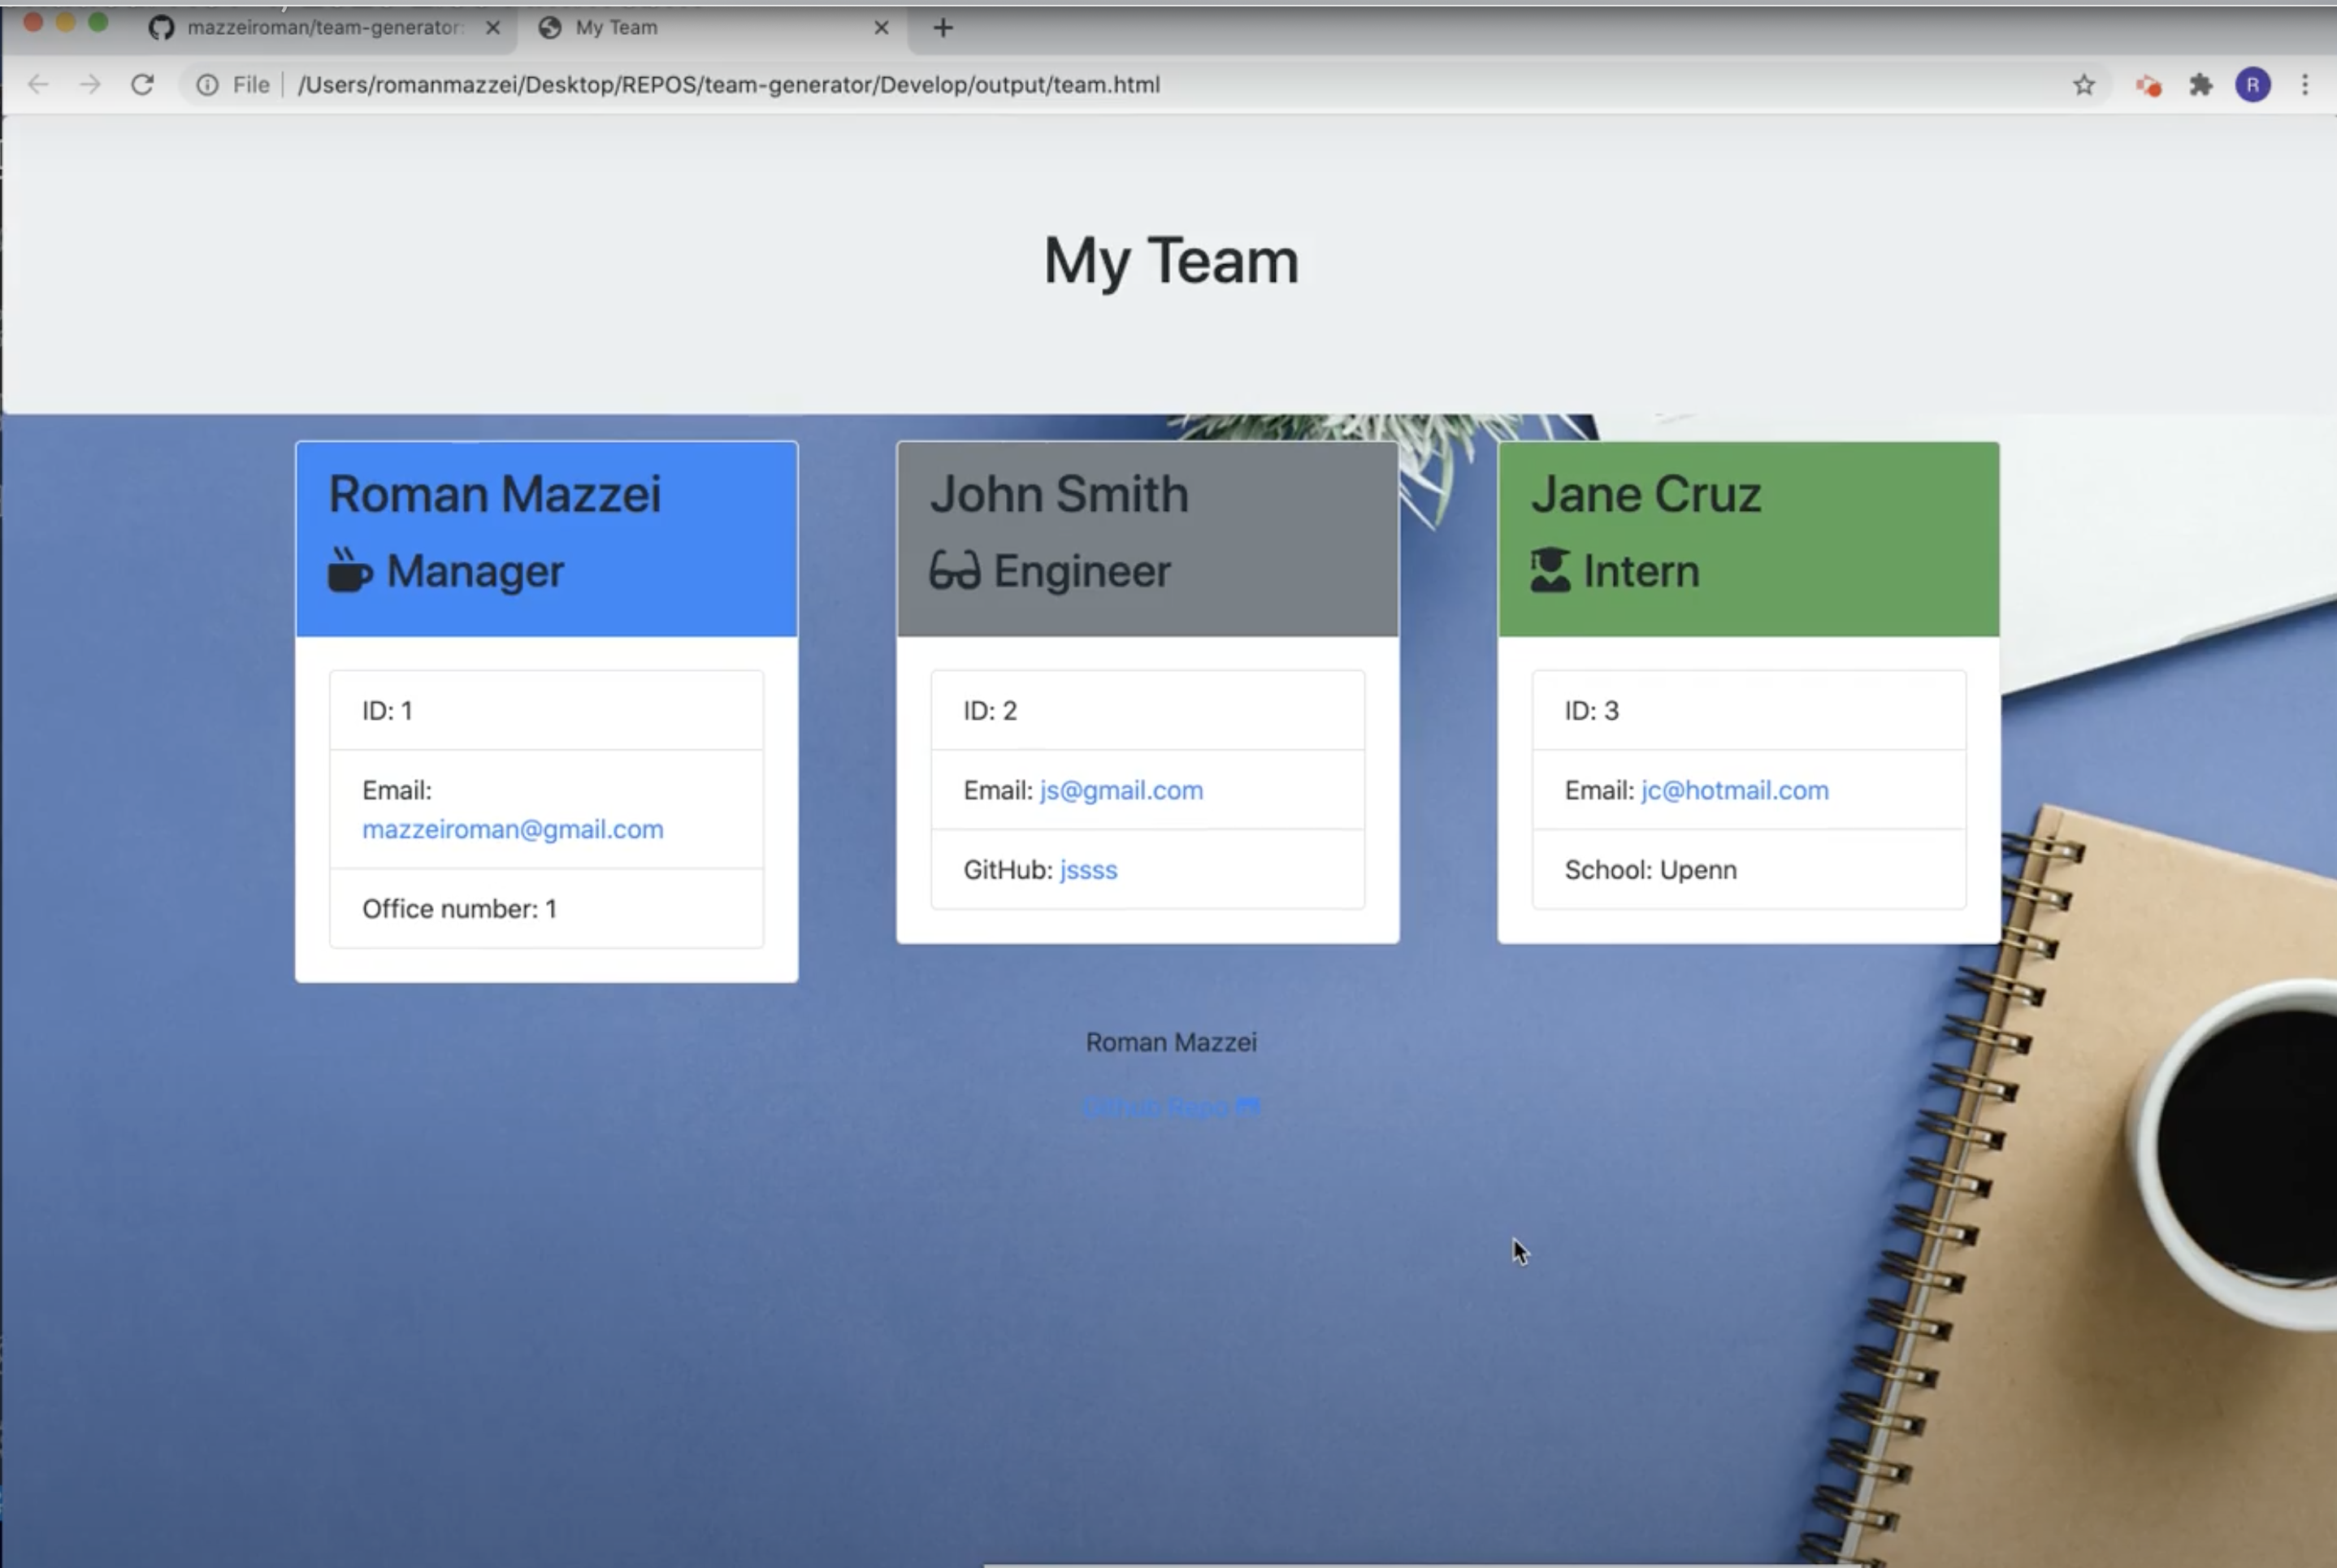 mazzeiroman/team-generator:
My Team
File
/Users/romanmazzei/Desktop/REPOS/team-generator/Develop/output/team.html
R
My Team
Roman Mazzei
Manager
ID: 1
Email:
mazzeiroman@gmail.com
Office number: 1
John Smith
Engineer
ID: 2
Email: js@gmail.com
GitHub: jssss
Jane Cruz
Intern
ID: 3
Email: jc@hotmail.com
School: Upenn
Roman Mazzei
Github Repo